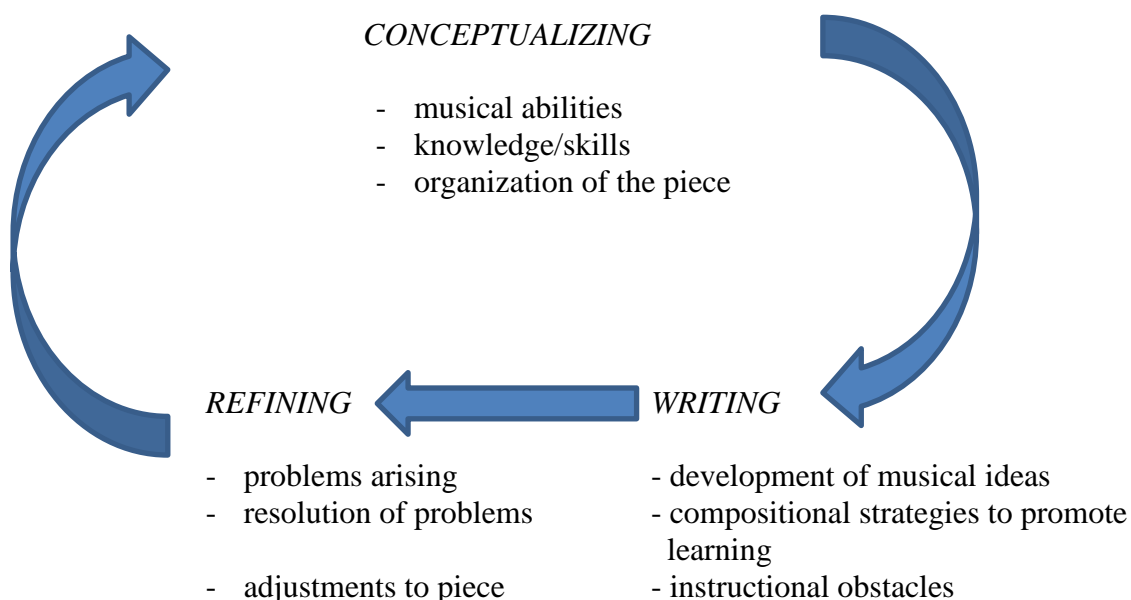 CONCEPTUALIZING
- musical abilities
- knowledge/skills
- organization of the piece
REFINING
- problems arising
- resolution of problems
- adjustments to piece
WRITING
- development of musical ideas
- compositional strategies to promote
learning
- instructional obstacles